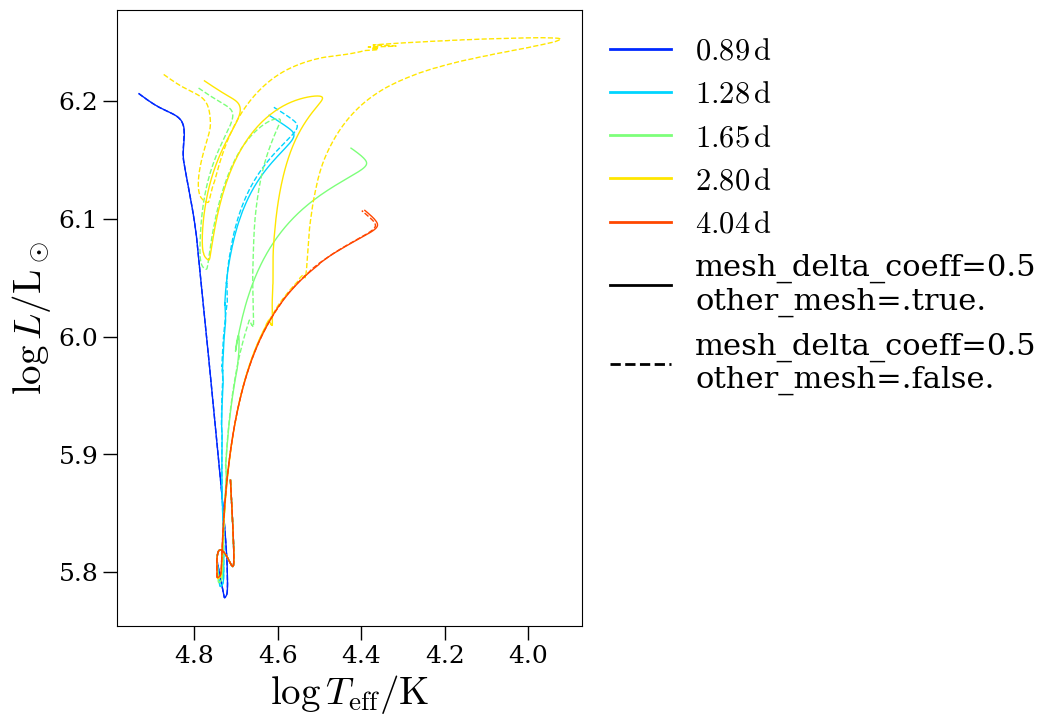 6.2
6.1
6.0
5.9
5.8
log L/L⊙
4.8 4.6 4.4 4.2 4.0
log T_eff/K
0.89 d
1.28 d
1.65 d
2.80 d
4.04 d
mesh_delta_coeff=0.5
other_mesh=.true.
mesh_delta_coeff=0.5
other_mesh=.false.